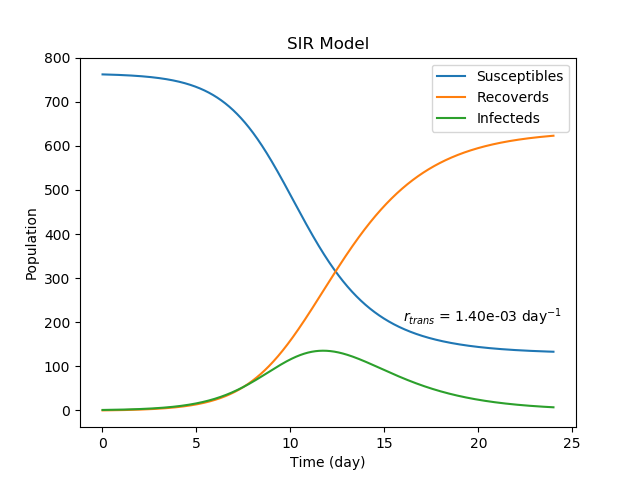 SIR Model
800
700
600
500
400
300
200
100
0
Population
Susceptibles
Recoverds
Infecteds
r_trans = 1.40e-03 day^−1
0 5 10 15 20 25
Time (day)